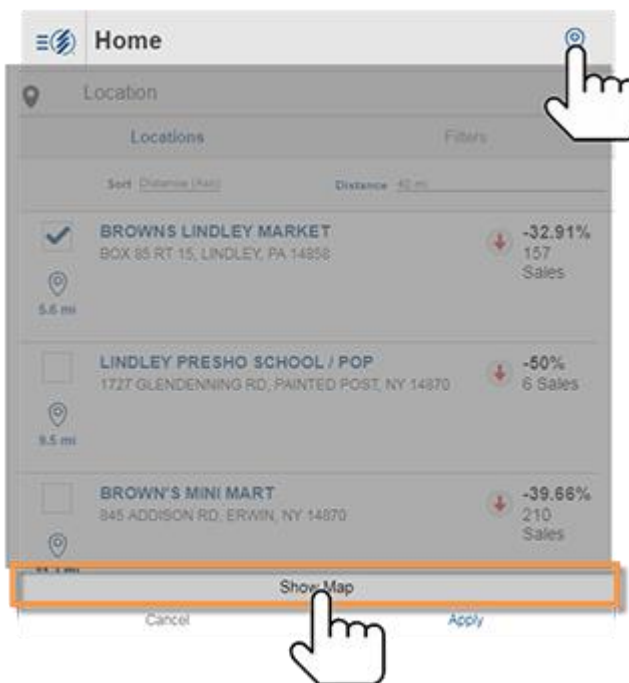 Home
Location
Locations Filters
Sort Distance (Asc) Distance 42 mi
BROWNS LINDLEY MARKET -32.91%
BOX 85 RT 15, LINDLEY, PA 14858 157
Sales
5.6 mi
LINDLEY PRESHO SCHOOL / POP -50%
1727 GLENDENNING RD, PAINTED POST, NY 14870 6 Sales
9.5 mi
BROWN'S MINI MART -39.66%
845 ADDISON RD, ERWIN, NY 14870 210
Sales
Show Map
Cancel Apply